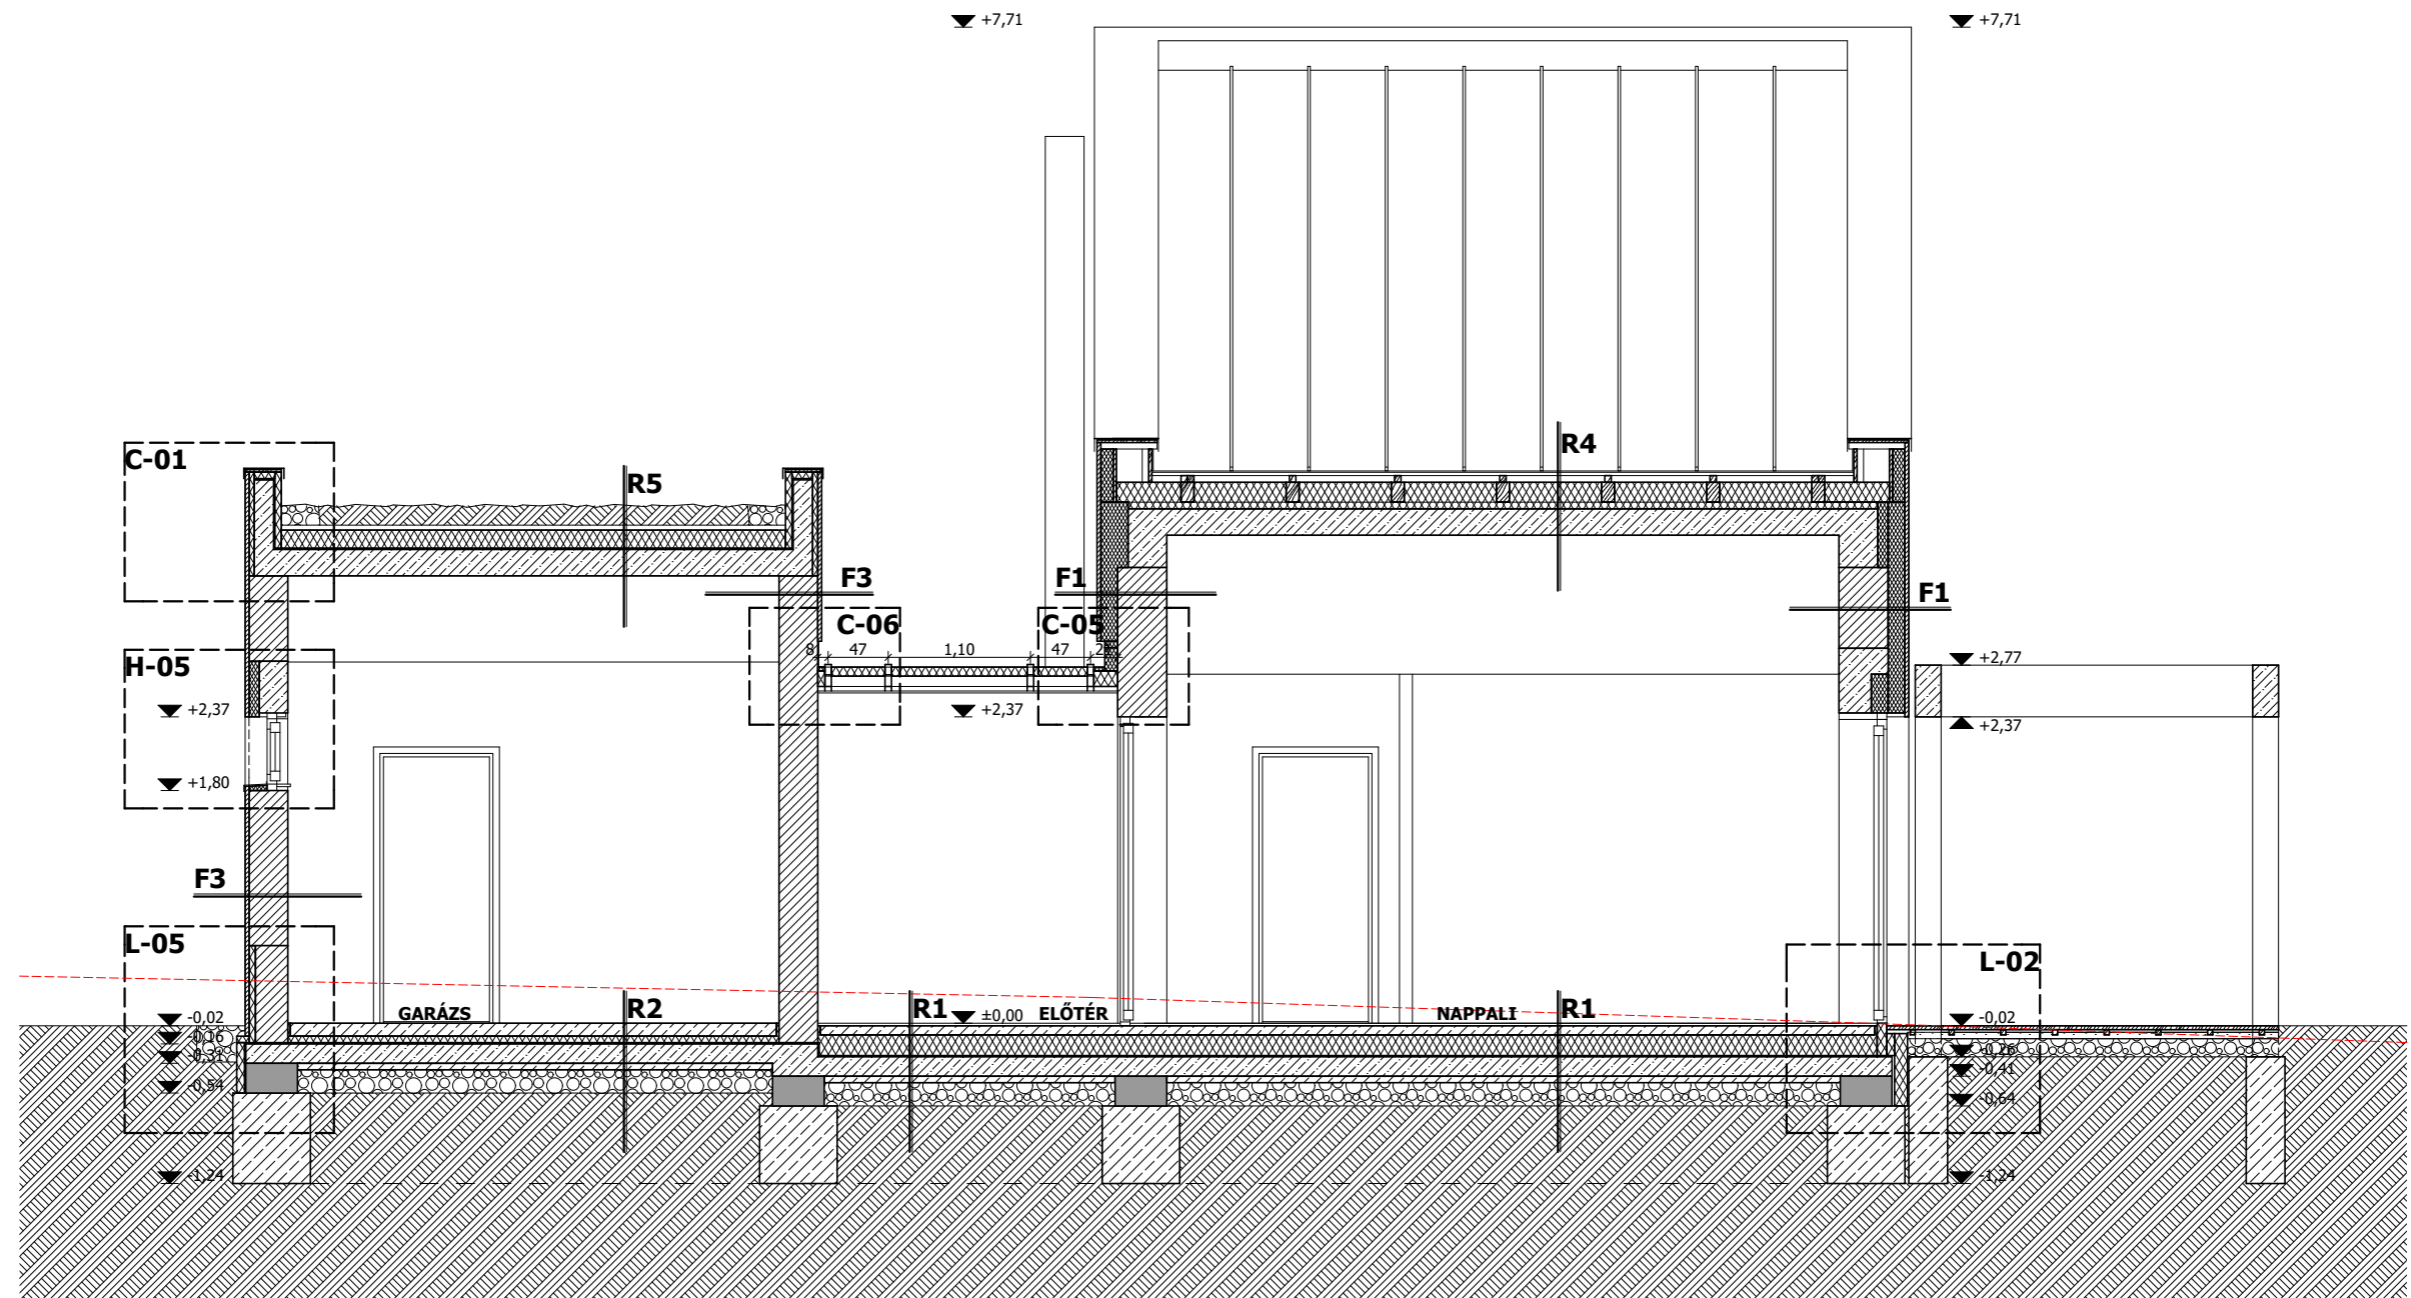 +7,71
+7,71
R4
C-01
R5
F3
F1
F1
C-06
C-05
8
47
1,10
47
H-05
+2,77
+2,37
+2,37
+2,37
+1,80
F3
L-05
L-02
GARÁZS
R2
R1
±0,00
ELŐTÉR
NAPPALI
R1
-0,02
-0,16
-0,31
-0,54
-1,24
-0,02
-0,26
-0,41
-0,64
-1,24